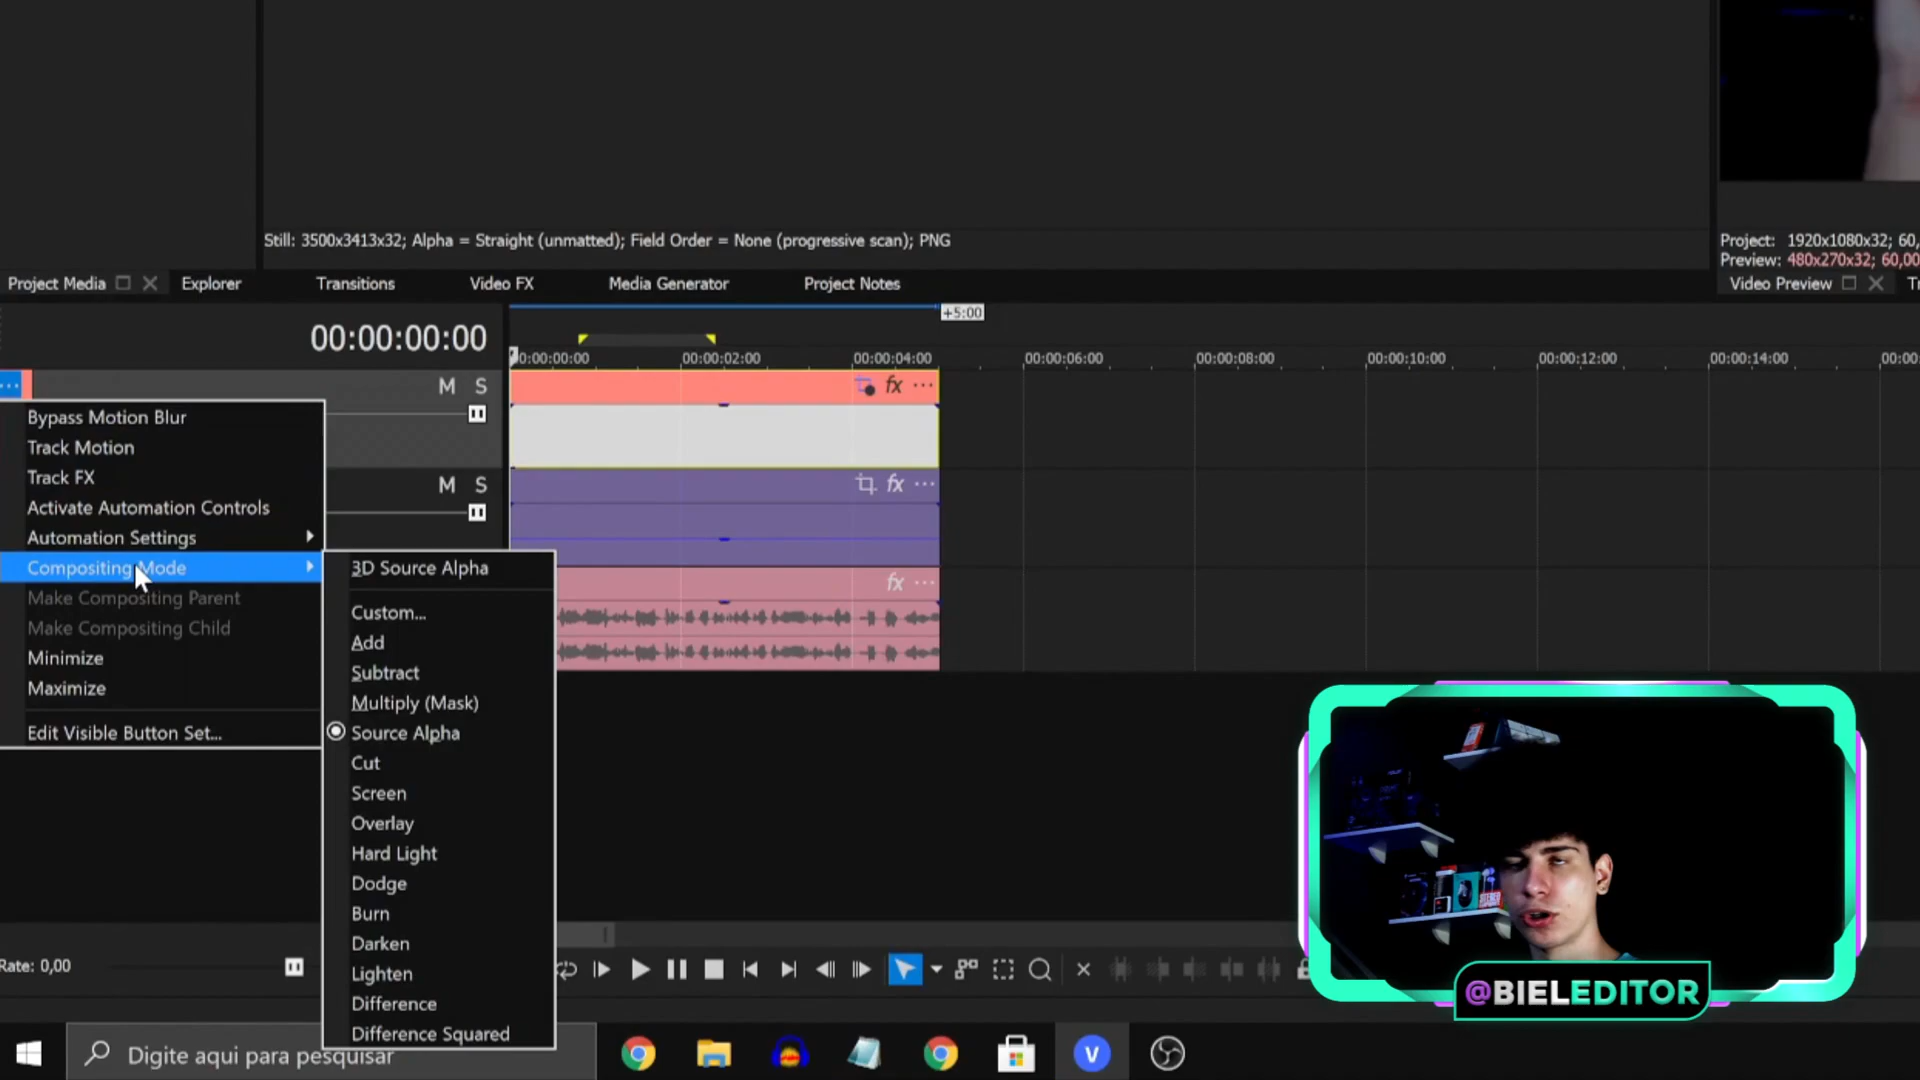 Still: 3500x3413x32; Alpha = Straight (unmatted); Field Order = None (progressive scan); PNG
Project: 1920x1080x32; 60,
Preview: 480x270x32; 60,00
Project Media
Explorer
Transitions
Video FX
Media Generator
Project Notes
Video Preview
00:00:00:00
+5:00
0:00:00:00
00:00:02:00
00:00:04:00
00:00:06:00
00:00:08:00
00:00:10:00
00:00:12:00
00:00:14:00
00:00
M S
fx
Bypass Motion Blur
Track Motion
Track FX
M S
fx
Activate Automation Controls
Automation Settings
Compositing Mode
Make Compositing Parent
Make Compositing Child
Minimize
Maximize
Edit Visible Button Set...
fx
3D Source Alpha
Custom...
Add
Subtract
Multiply (Mask)
Source Alpha
Cut
Screen
Overlay
Hard Light
Dodge
Burn
Darken
Lighten
Difference
Difference Squared
Rate: 0,00
@BIELEDITOR
Digite aqui para pesquisar
V